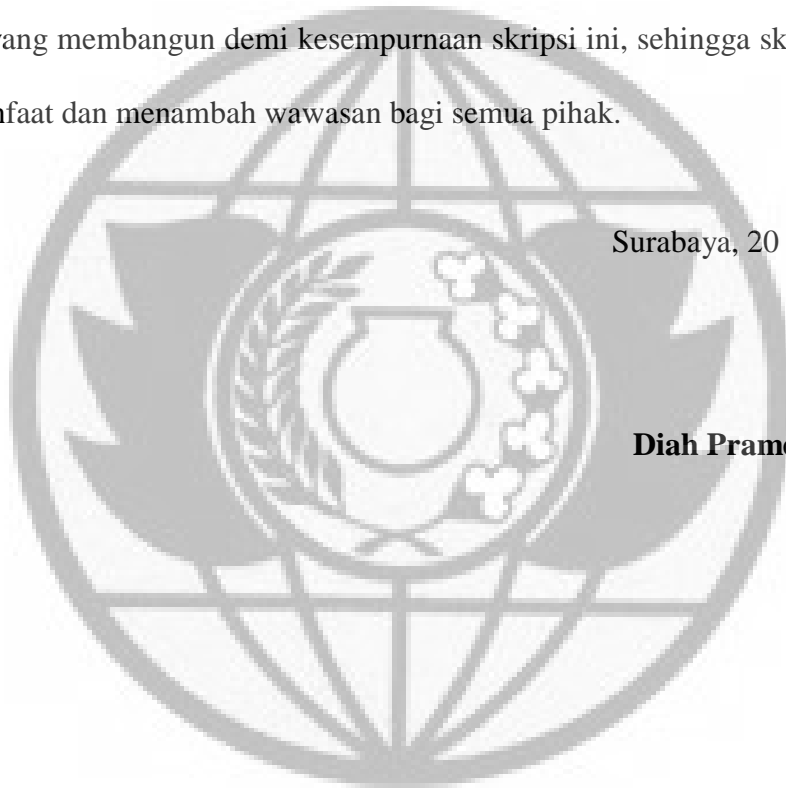 yang membangun demi kesempurnaan skripsi ini, sehingga sk
nfaat dan menambah wawasan bagi semua pihak.
Surabaya, 20
Diah Pram